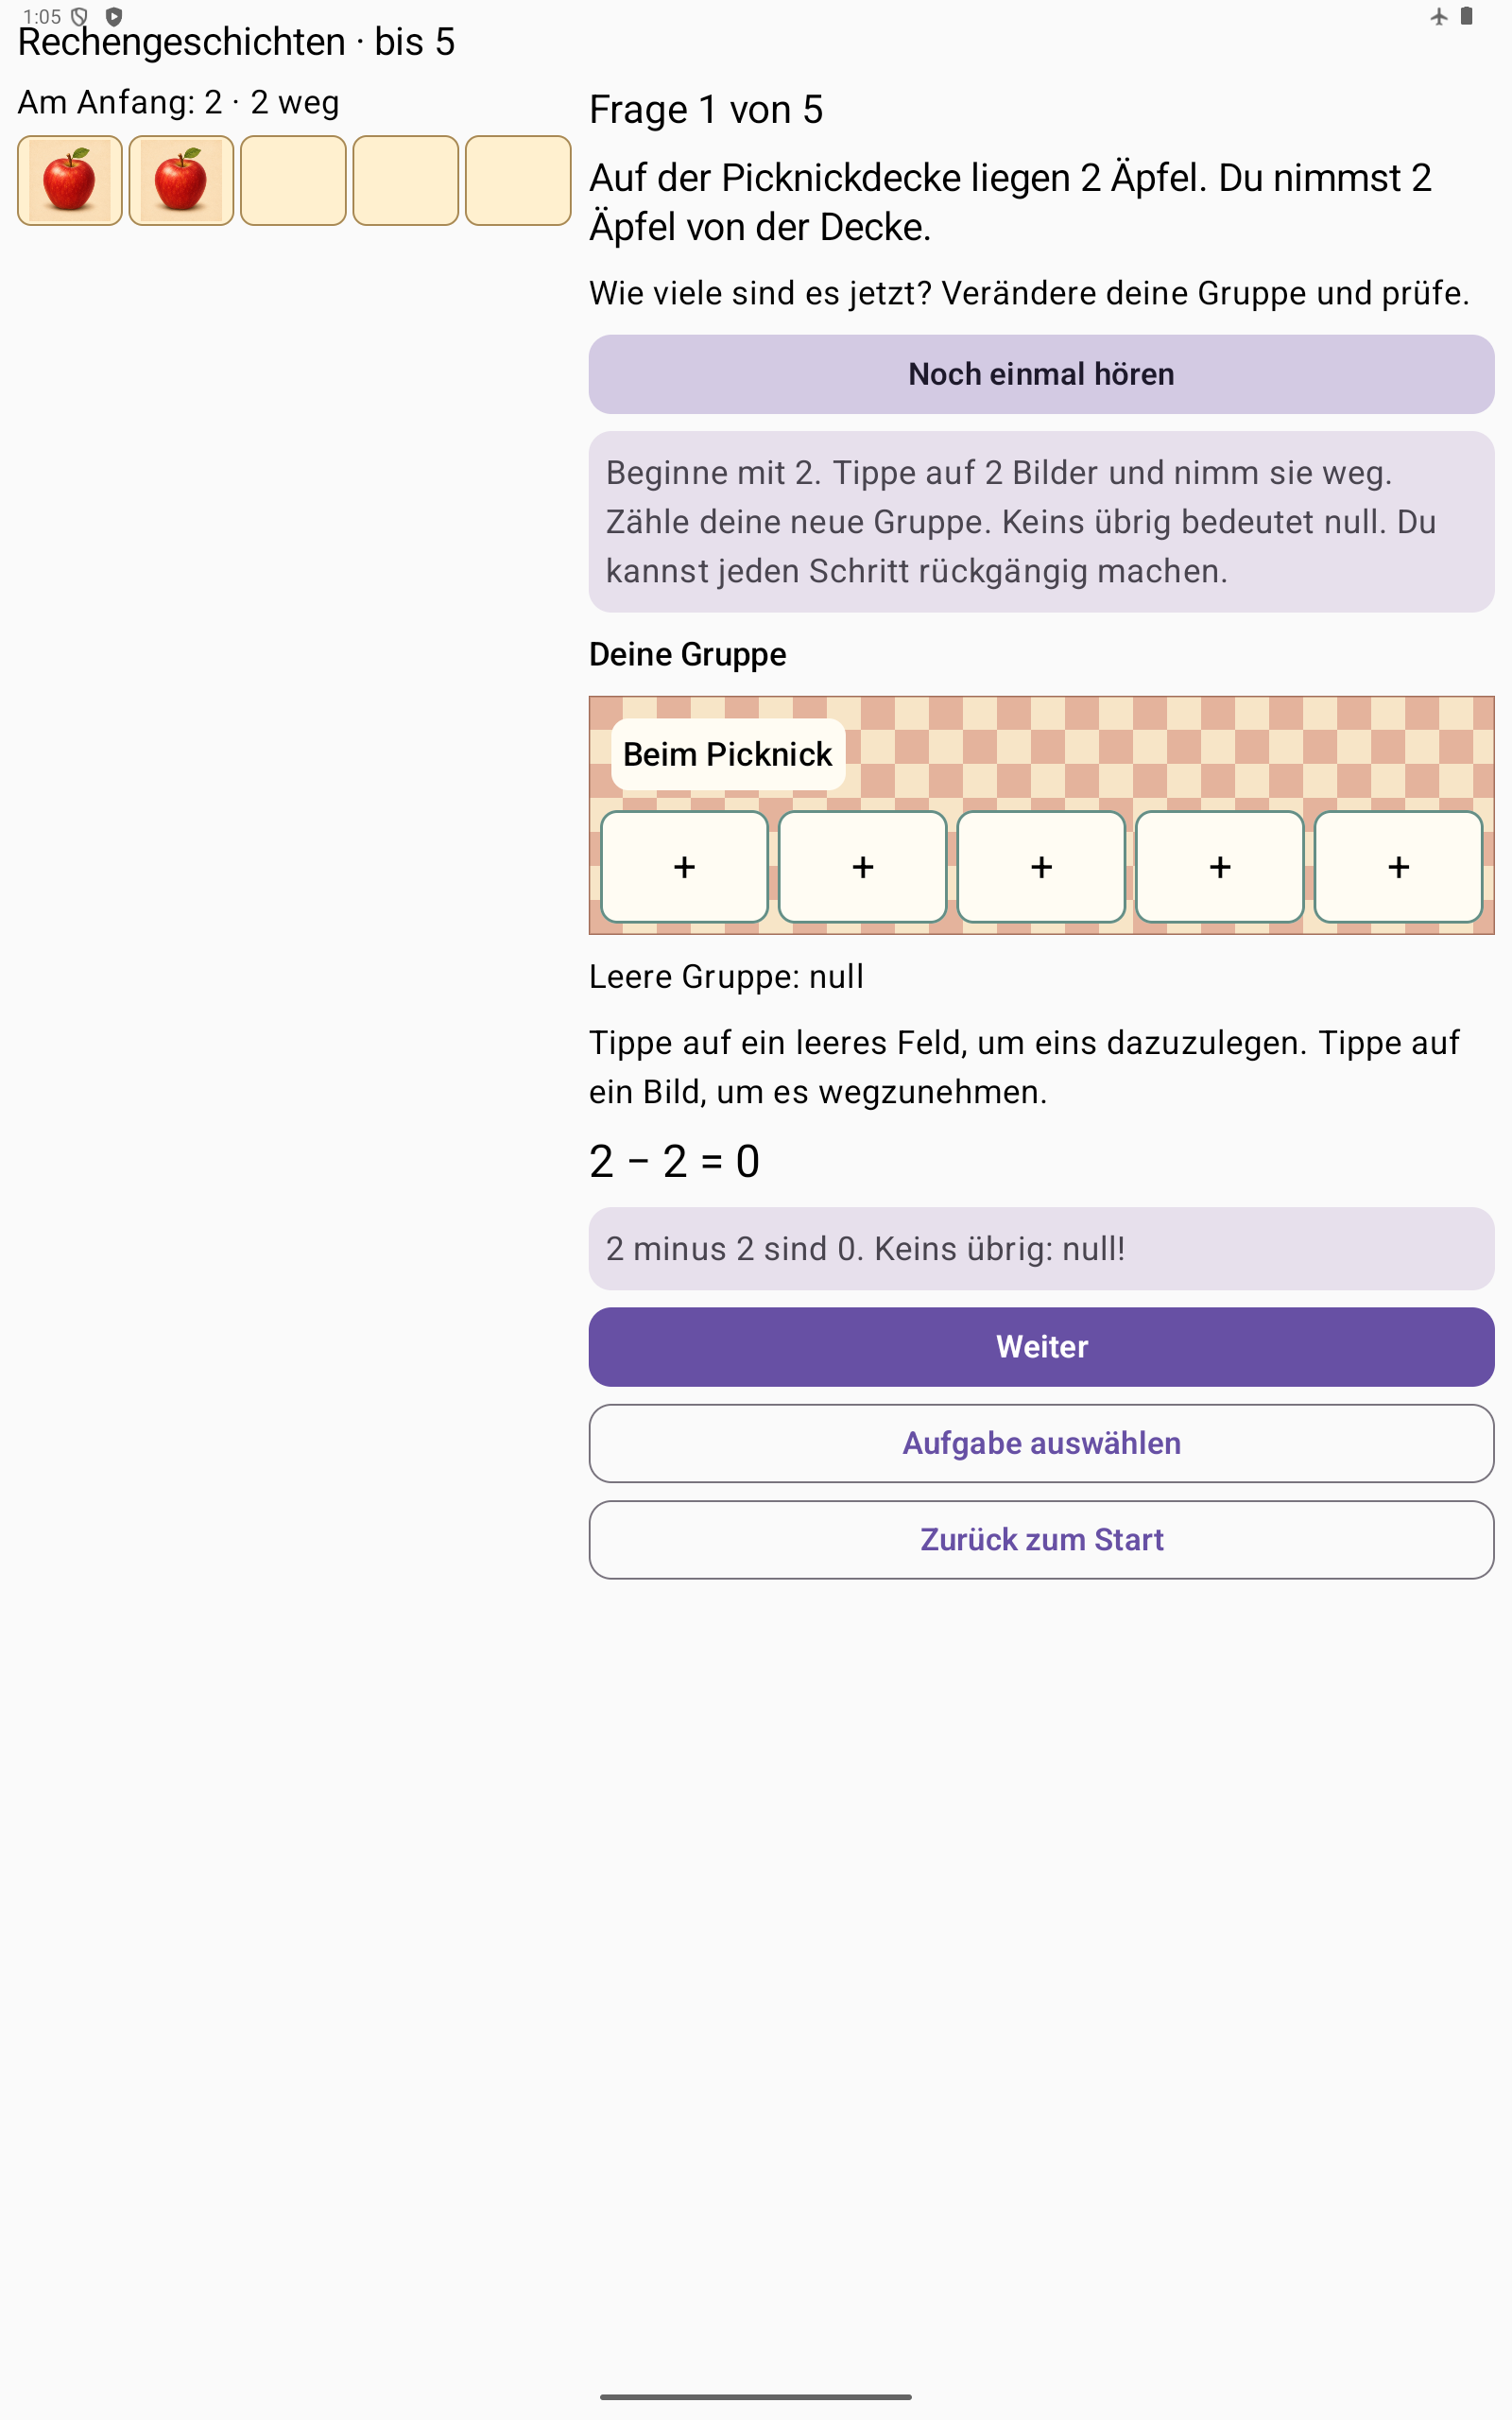 1:05
Rechengeschichten · bis 5
Am Anfang: 2 · 2 weg
Frage 1 von 5
Auf der Picknickdecke liegen 2 Äpfel. Du nimmst 2
Äpfel von der Decke.
Wie viele sind es jetzt? Verändere deine Gruppe und prüfe.
Noch einmal hören
Beginne mit 2. Tippe auf 2 Bilder und nimm sie weg.
Zähle deine neue Gruppe. Keins übrig bedeutet null. Du
kannst jeden Schritt rückgängig machen.
Deine Gruppe
Beim Picknick
+ + + + +
Leere Gruppe: null
Tippe auf ein leeres Feld, um eins dazuzulegen. Tippe auf
ein Bild, um es wegzunehmen.
2 − 2 = 0
2 minus 2 sind 0. Keins übrig: null!
Weiter
Aufgabe auswählen
Zurück zum Start